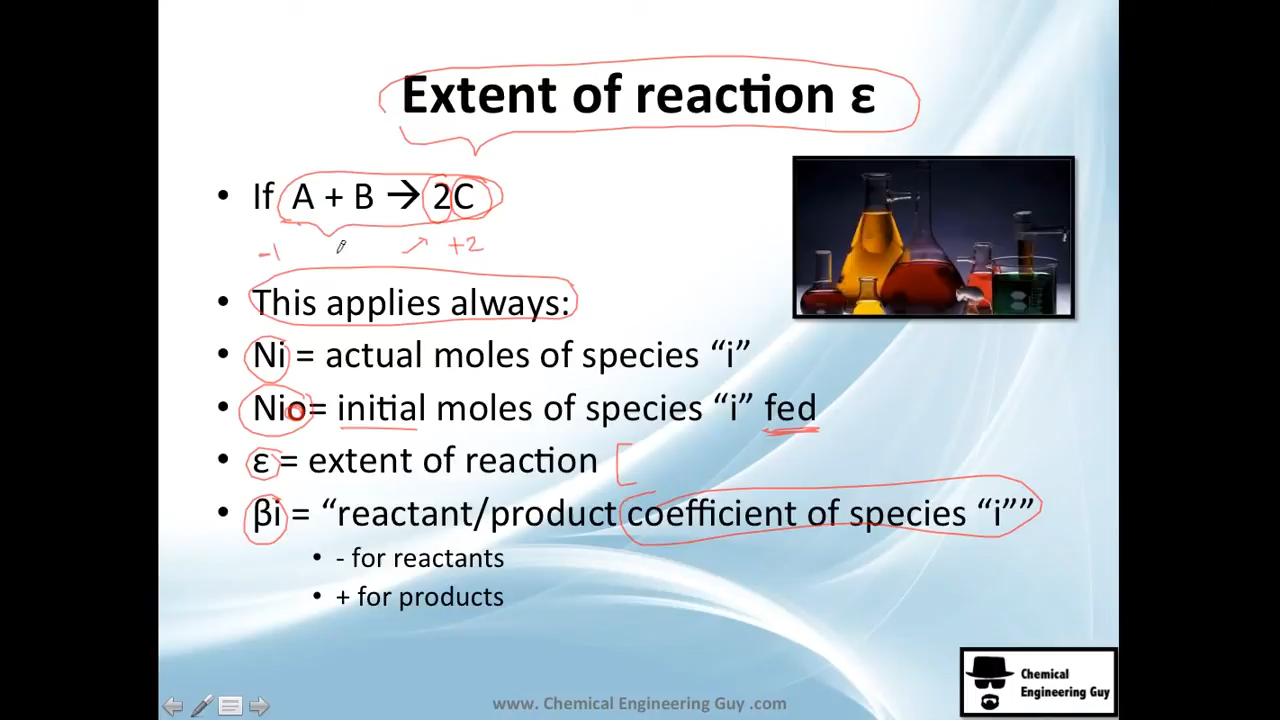 Extent of reaction ε
• If A + B → 2C
-1 → +2
• This applies always:
• Ni = actual moles of species “i”
• Nio= initial moles of species “i” fed
• ε = extent of reaction
• βi = “reactant/product coefficient of species “i””
• - for reactants
• + for products
Chemical
Engineering Guy
www. Chemical Engineering Guy .com